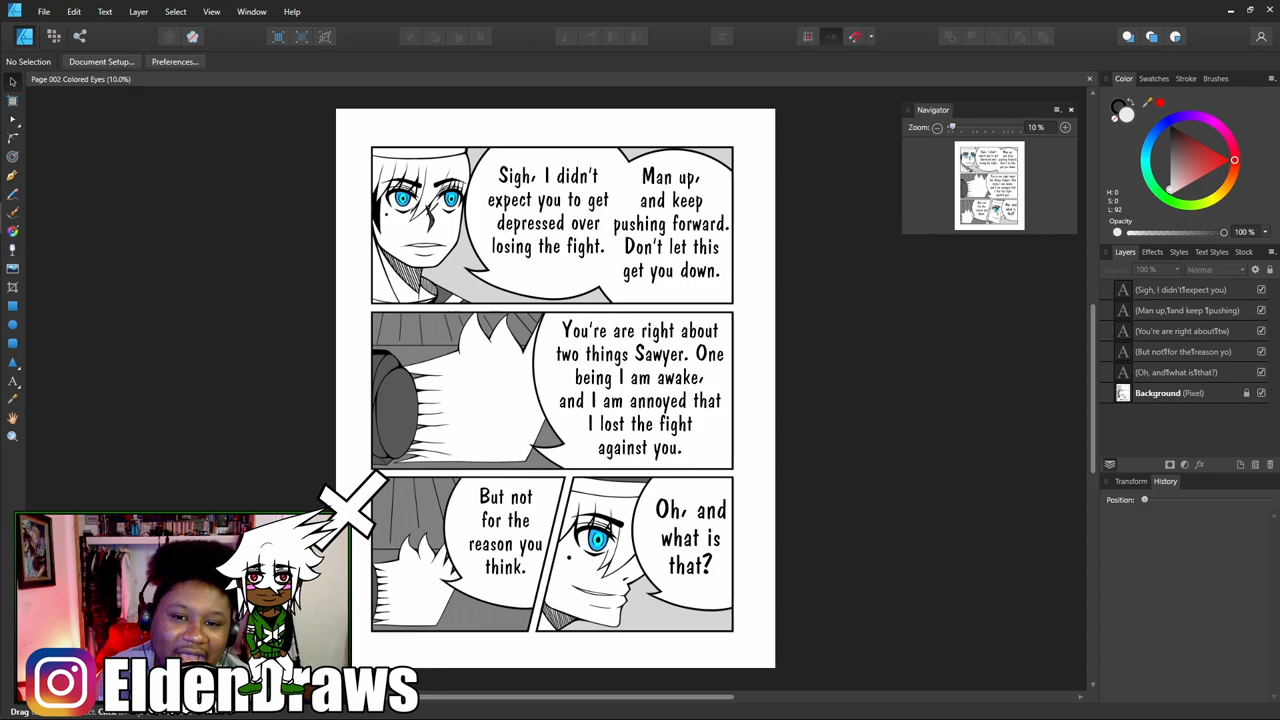 File Edit Text Layer Select View Window Help
No Selection Document Setup... Preferences...
Page 002 Colored Eyes (10.0%)
Sigh, I didn't
expect you to get
depressed over
losing the fight.
Man up,
and keep
pushing forward.
Don't let this
get you down.
You're are right about
two things Sawyer. One
being I am awake,
and I am annoyed that
I lost the fight
against you.
But not
for the
reason you
think.
Oh, and
what is
that?
Navigator
Zoom: 10 %
Color Swatches Stroke Brushes
H: 0
S: 0
L: 92
Opacity
100 %
Layers Effects Styles Text Styles Stock
Opacity: 100 % Normal
(Sigh, I didn't¶expect you)
(Man up,¶and keep ¶pushing)
(You're are right about¶tw)
(But not¶for the¶reason yo)
(Oh, and¶what is¶that?)
Background (Pixel)
Transform History
Position:
EldenDraws